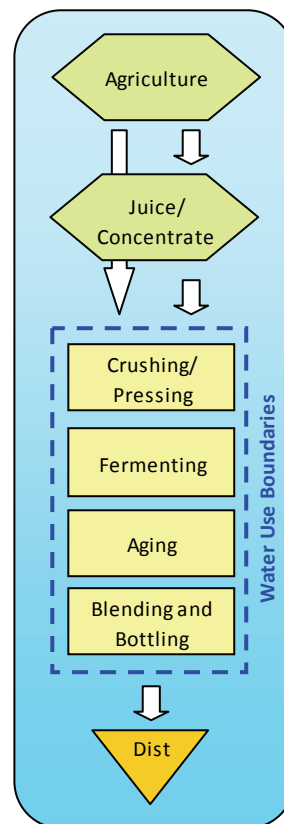 Agriculture
Juice/
Concentrate
Crushing/
Pressing
Fermenting
Aging
Blending and
Bottling
Water Use Boundaries
Dist